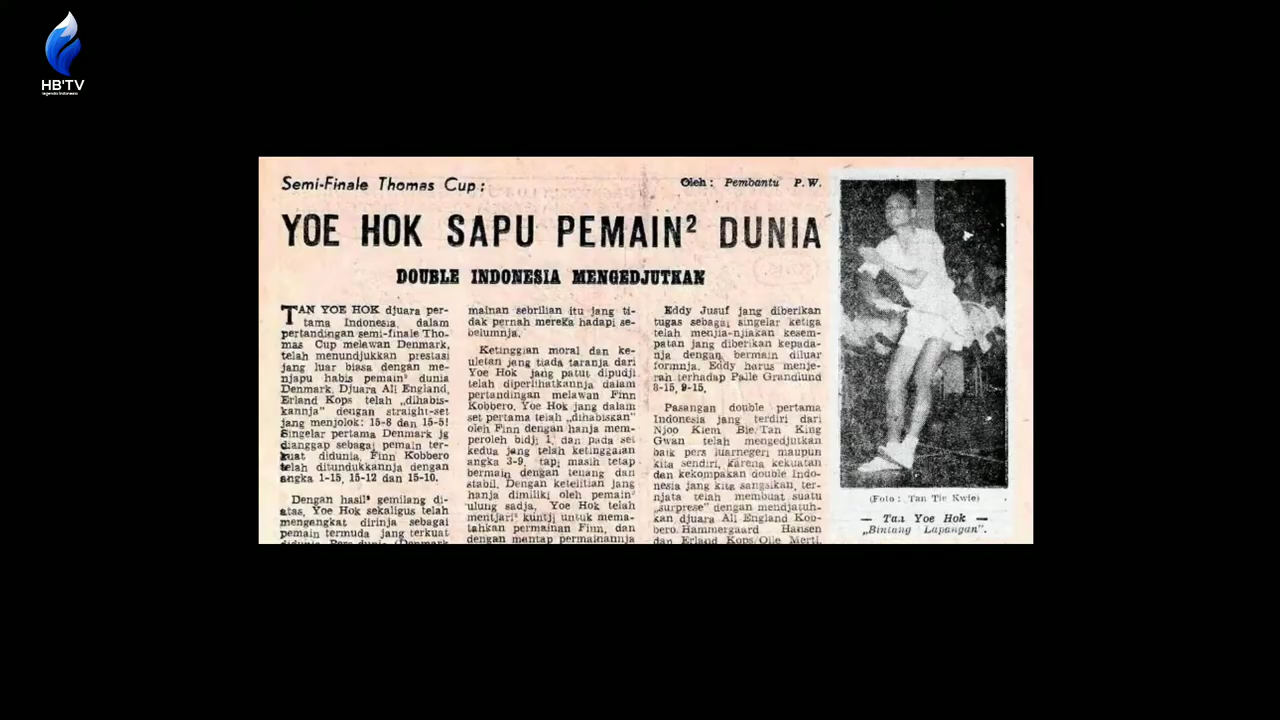 HB'TV
legenda Indonesia
Semi-Finale Thomas Cup :
Oleh : Pembantu P.W.
YOE HOK SAPU PEMAIN² DUNIA
DOUBLE INDONESIA MENGEDJUTKAN
TAN YOE HOK djuara per-
tama Indonesia, dalam
pertandingan semi-finale Tho-
mas Cup melawan Denmark,
telah menundjukkan prestasi
jang luar biasa dengan me-
njapu habis pemain² dunia
Denmark. Djuara All England,
Erland Kops telah „dihabis-
kannja" dengan straight-set
jang menjolok: 15-8 dan 15-5!
Singelar pertama Denmark jg
dianggap sebagai pemain ter-
kuat didunia, Finn Kobbero
telah ditundukkannja dengan
angka 1-15, 15-12 dan 15-10.
Dengan hasil² gemilang di-
atas, Yoe Hok sekaligus telah
mengangkat dirinja sebagai
pemain termuda jang terkuat
didunia. Pers dunia (Denmark
mainan sebrilian itu jang ti-
dak pernah mereka hadapi se-
belumnja.
Ketinggian moral dan ke-
uletan jang tiada taranja dari
Yoe Hok jang patut dipudji
telah diperlihatkannja dalam
pertandingan melawan Finn
Kobbero. Yoe Hok jang dalam
set pertama telah „dihabiskan"
oleh Finn dengan hanja mem-
peroleh bidji 1, dan pada set
kedua jang telah ketinggalan
angka 3-9, tapi masih tetap
bermain dengan tenang dan
stabil. Dengan ketelitian jang
hanja dimiliki oleh pemain²
ulung sadja, Yoe Hok telah
mentjari² kuntji untuk mema-
tahkan permainan Finn, dan
dengan mantap permainannja
Eddy Jusuf jang diberikan
tugas sebagai singelar ketiga
telah menjia-njiakan kesem-
patan jang diberikan kepada-
nja dengan bermain diluar
formnja. Eddy harus menje-
rah terhadap Palle Granlund
8-15, 9-15.
Pasangan double pertama
Indonesia jang terdiri dari
Njoo Kiem Bie/Tan King
Gwan telah mengedjutkan
baik pers luarnegeri maupun
kita sendiri, karena kekuatan
dan kekompakan double Indo-
nesia jang kita sangsikan, ter-
njata telah membuat suatu
„surprese" dengan mendjatuh-
kan djuara All England Kob-
bero/Hammergaard Hansen
dan Erland Kops/Olle Mertz.
(Foto : Tan Tie Kwie)
— Tan Yoe Hok —
„Bintang Lapangan".